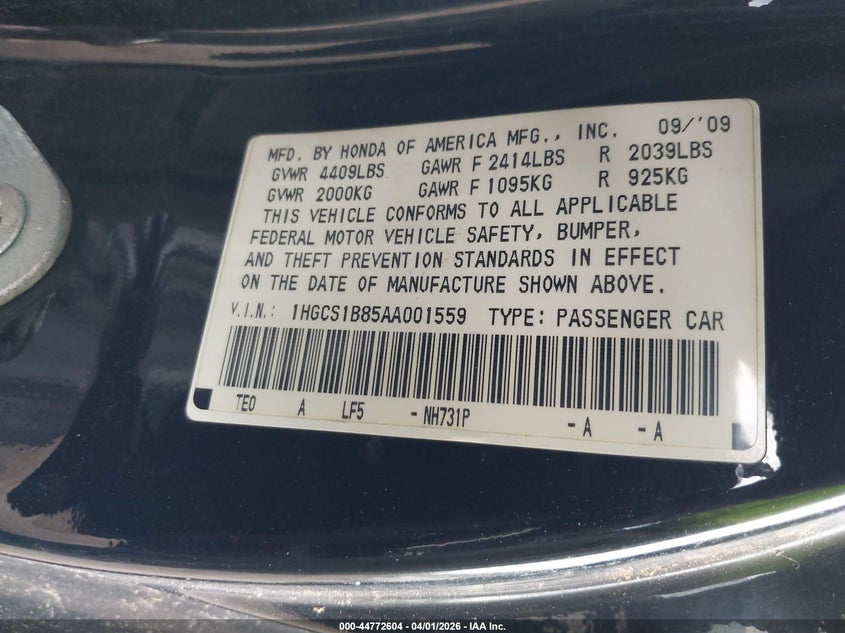 MFD. BY HONDA OF AMERICA MFG., INC. 09/'09
GVWR 4409LBS GAWR F 2414LBS R 2039LBS
GVWR 2000KG GAWR F 1095KG R 925KG
THIS VEHICLE CONFORMS TO ALL APPLICABLE
FEDERAL MOTOR VEHICLE SAFETY, BUMPER,
AND THEFT PREVENTION STANDARDS IN EFFECT
ON THE DATE OF MANUFACTURE SHOWN ABOVE.
V.I.N.: 1HGCS1B85AA001559 TYPE: PASSENGER CAR
TE0 A LF5 - NH731P -A -A
000-44772604 - 04/01/2026 - IAA Inc.